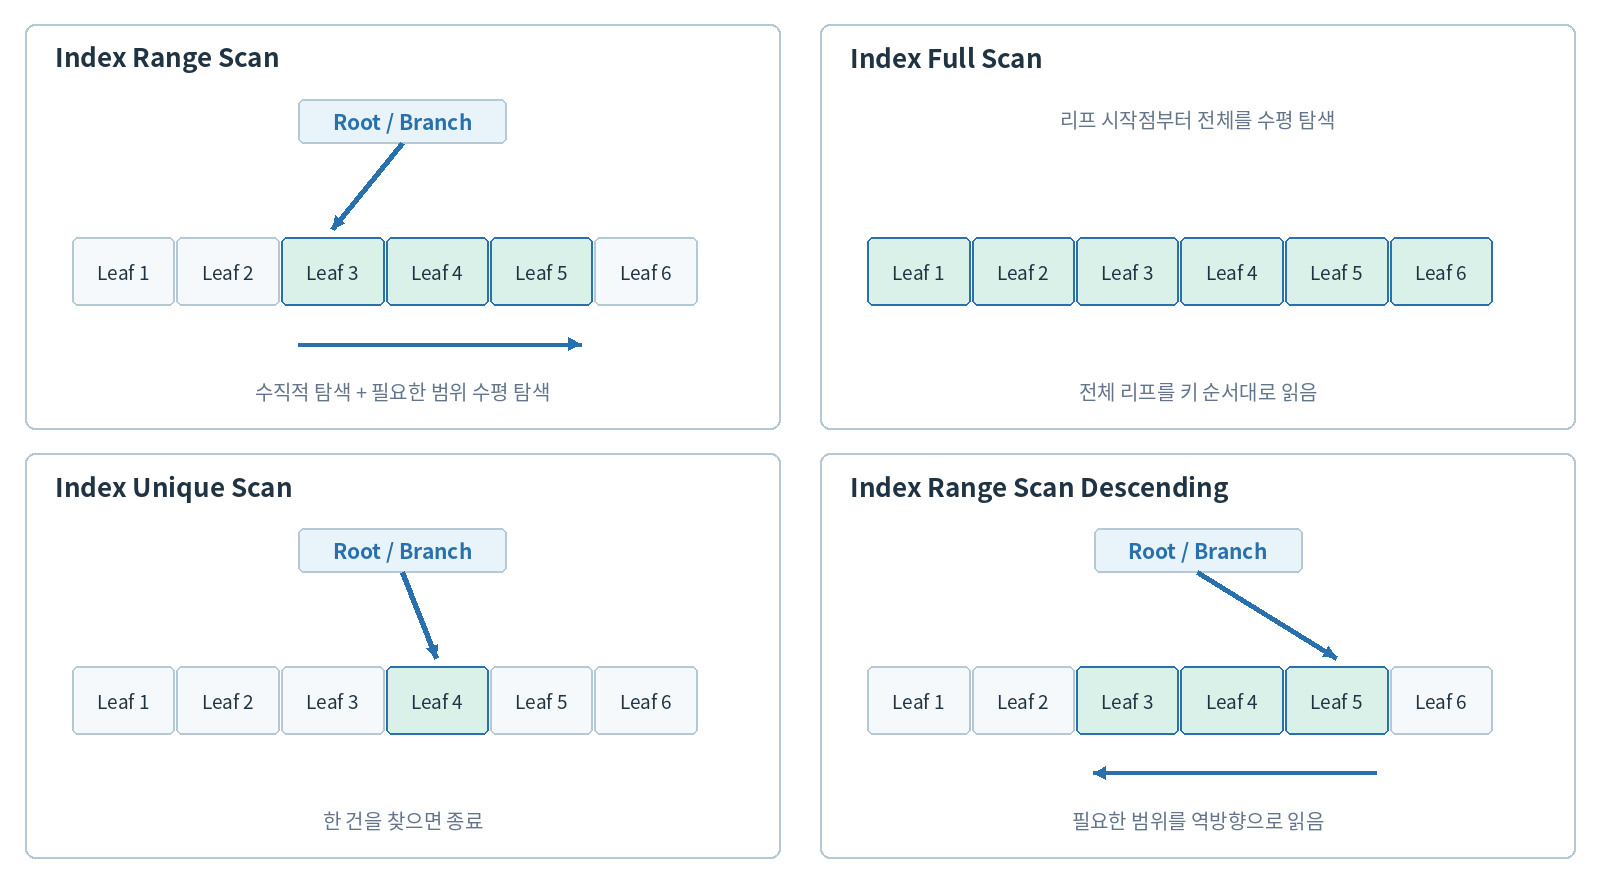 Index Range Scan
Root / Branch
Leaf 1
Leaf 2
Leaf 3
Leaf 4
Leaf 5
Leaf 6
수직적 탐색 + 필요한 범위 수평 탐색
Index Full Scan
리프 시작점부터 전체를 수평 탐색
Leaf 1
Leaf 2
Leaf 3
Leaf 4
Leaf 5
Leaf 6
전체 리프를 키 순서대로 읽음
Index Unique Scan
Root / Branch
Leaf 1
Leaf 2
Leaf 3
Leaf 4
Leaf 5
Leaf 6
한 건을 찾으면 종료
Index Range Scan Descending
Root / Branch
Leaf 1
Leaf 2
Leaf 3
Leaf 4
Leaf 5
Leaf 6
필요한 범위를 역방향으로 읽음